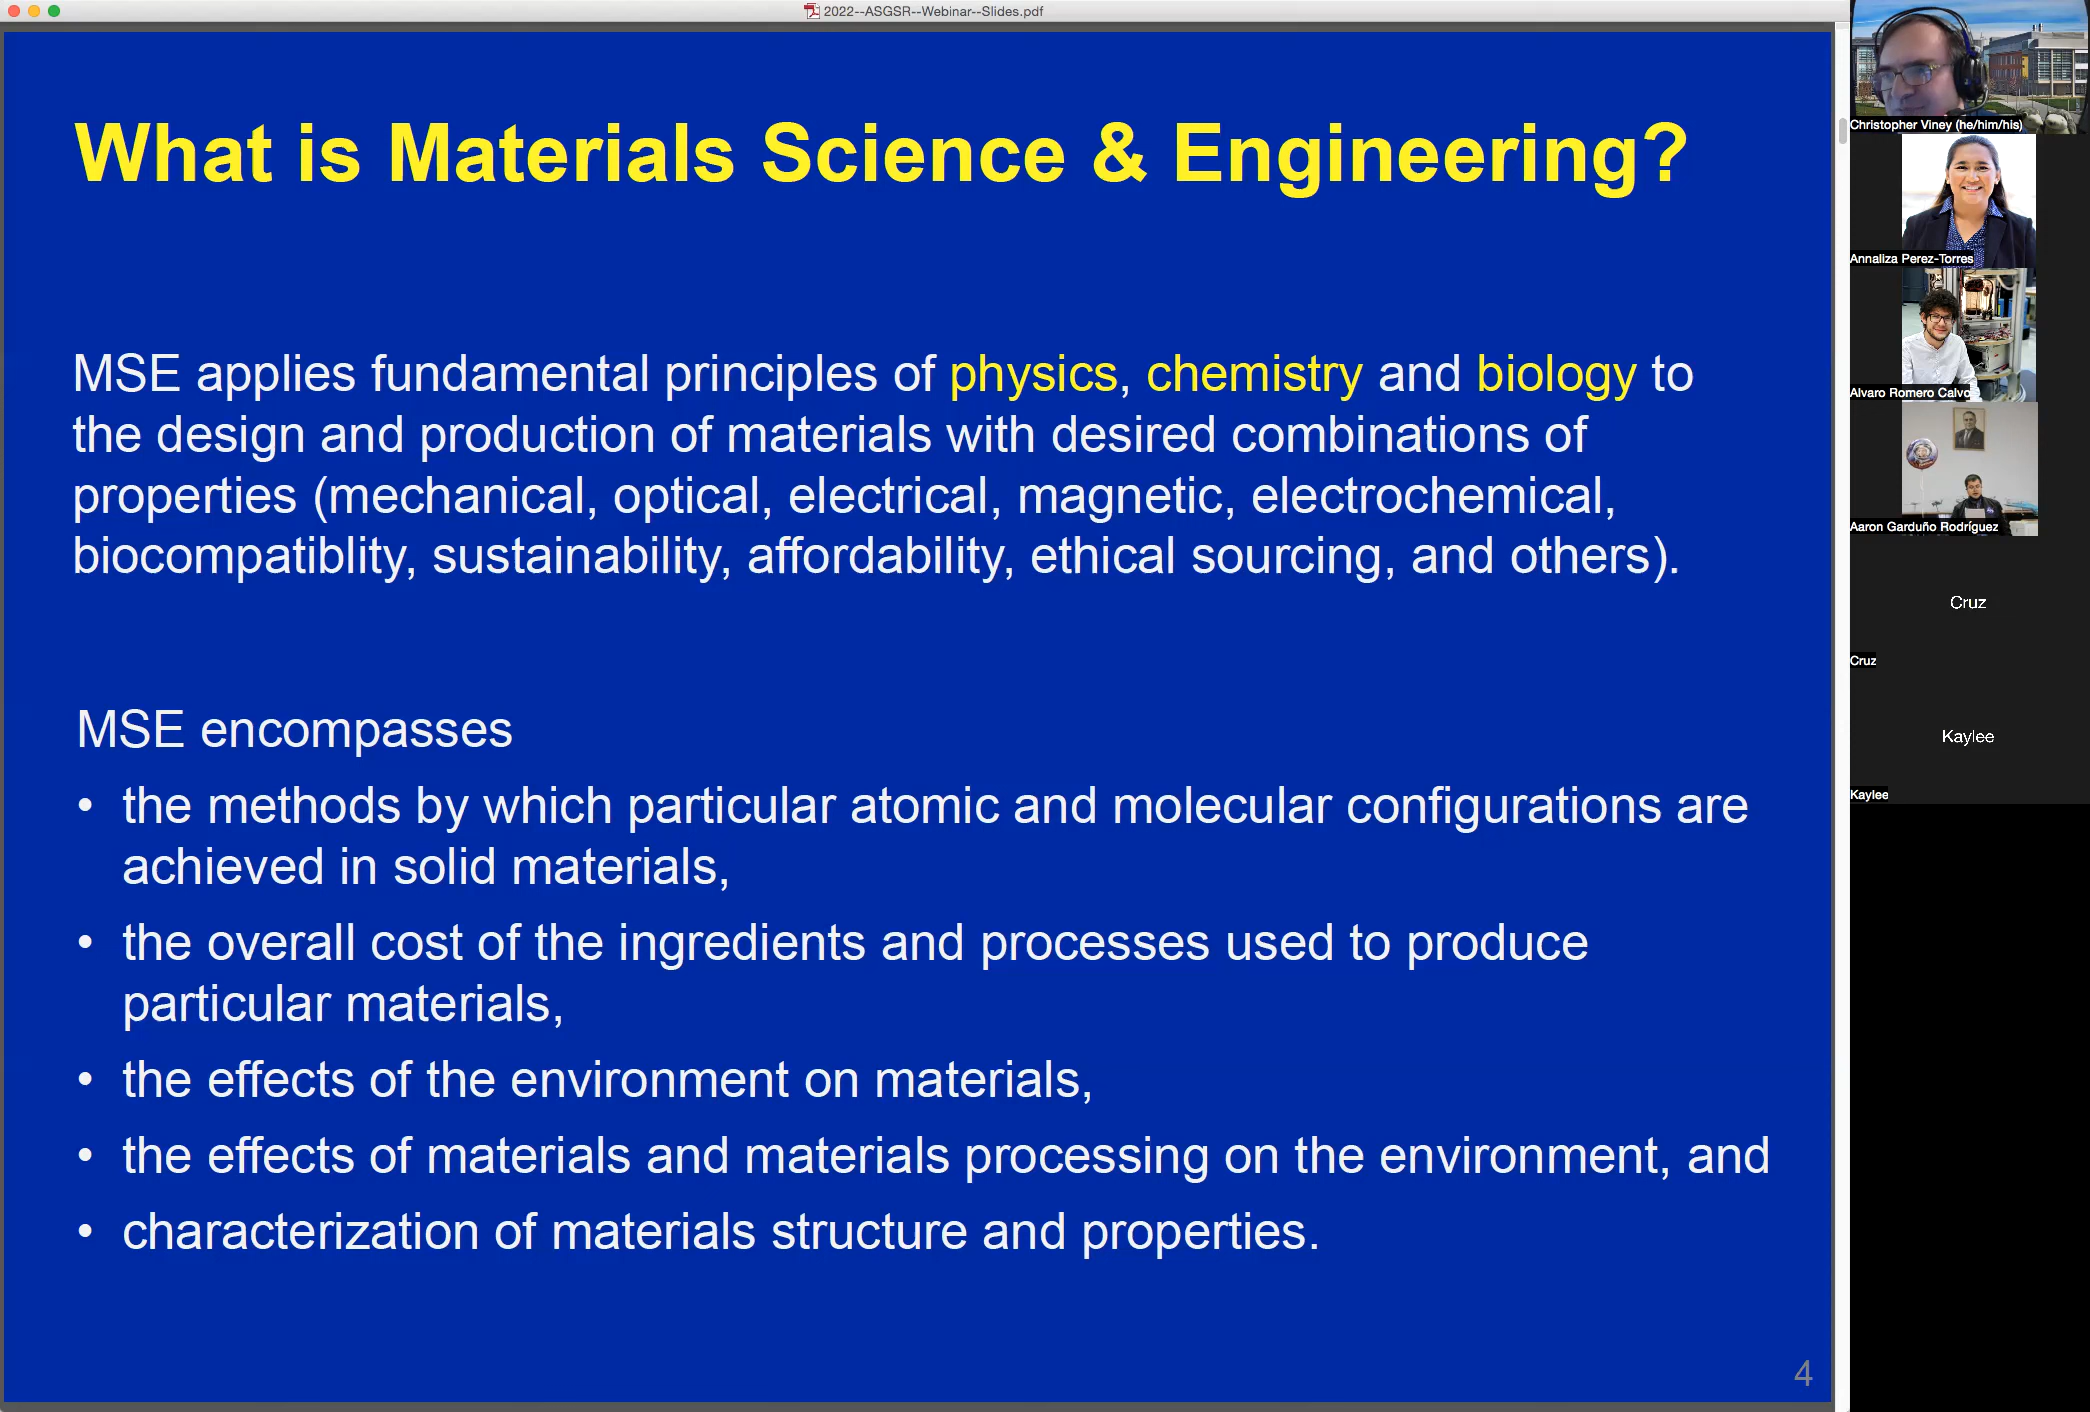 2022--ASGSR--Webinar--Slides.pdf
What is Materials Science & Engineering?
MSE applies fundamental principles of physics, chemistry and biology to
the design and production of materials with desired combinations of
properties (mechanical, optical, electrical, magnetic, electrochemical,
biocompatiblity, sustainability, affordability, ethical sourcing, and others).
MSE encompasses
• the methods by which particular atomic and molecular configurations are
achieved in solid materials,
• the overall cost of the ingredients and processes used to produce
particular materials,
• the effects of the environment on materials,
• the effects of materials and materials processing on the environment, and
• characterization of materials structure and properties.
4
Christopher Viney (he/him/his)
Annaliza Perez-Torres
Alvaro Romero Calvo
Aaron Garduño Rodríguez
Cruz
Cruz
Kaylee
Kaylee